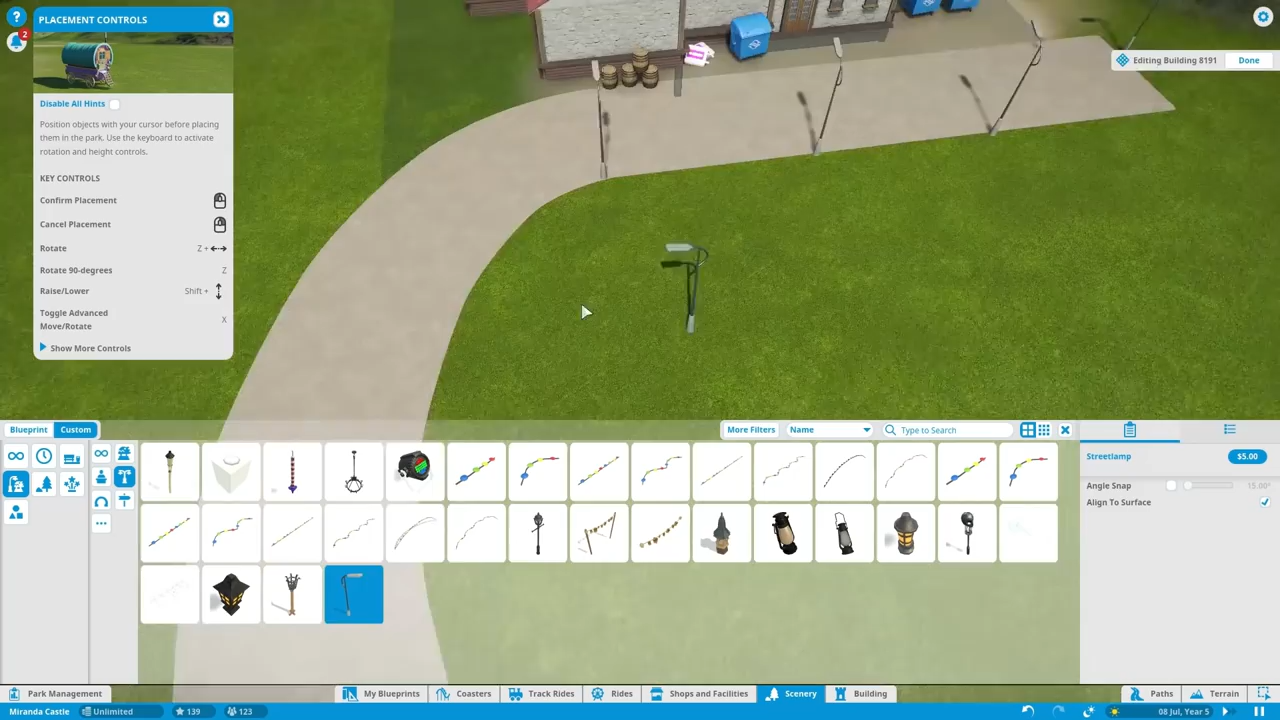 ?
PLACEMENT CONTROLS
2
Disable All Hints
Position objects with your cursor before placing
them in the park. Use the keyboard to activate
rotation and height controls.
KEY CONTROLS
Confirm Placement
Cancel Placement
Rotate Z +
Rotate 90-degrees Z
Raise/Lower Shift +
Toggle Advanced
Move/Rotate X
Show More Controls
Editing Building 8191 Done
Blueprint Custom More Filters Name Type to Search
Streetlamp $5.00
Angle Snap 15.00°
Align To Surface
Park Management My Blueprints Coasters Track Rides Rides Shops and Facilities Scenery Building Paths Terrain
Miranda Castle Unlimited 139 123 08 Jul, Year 5